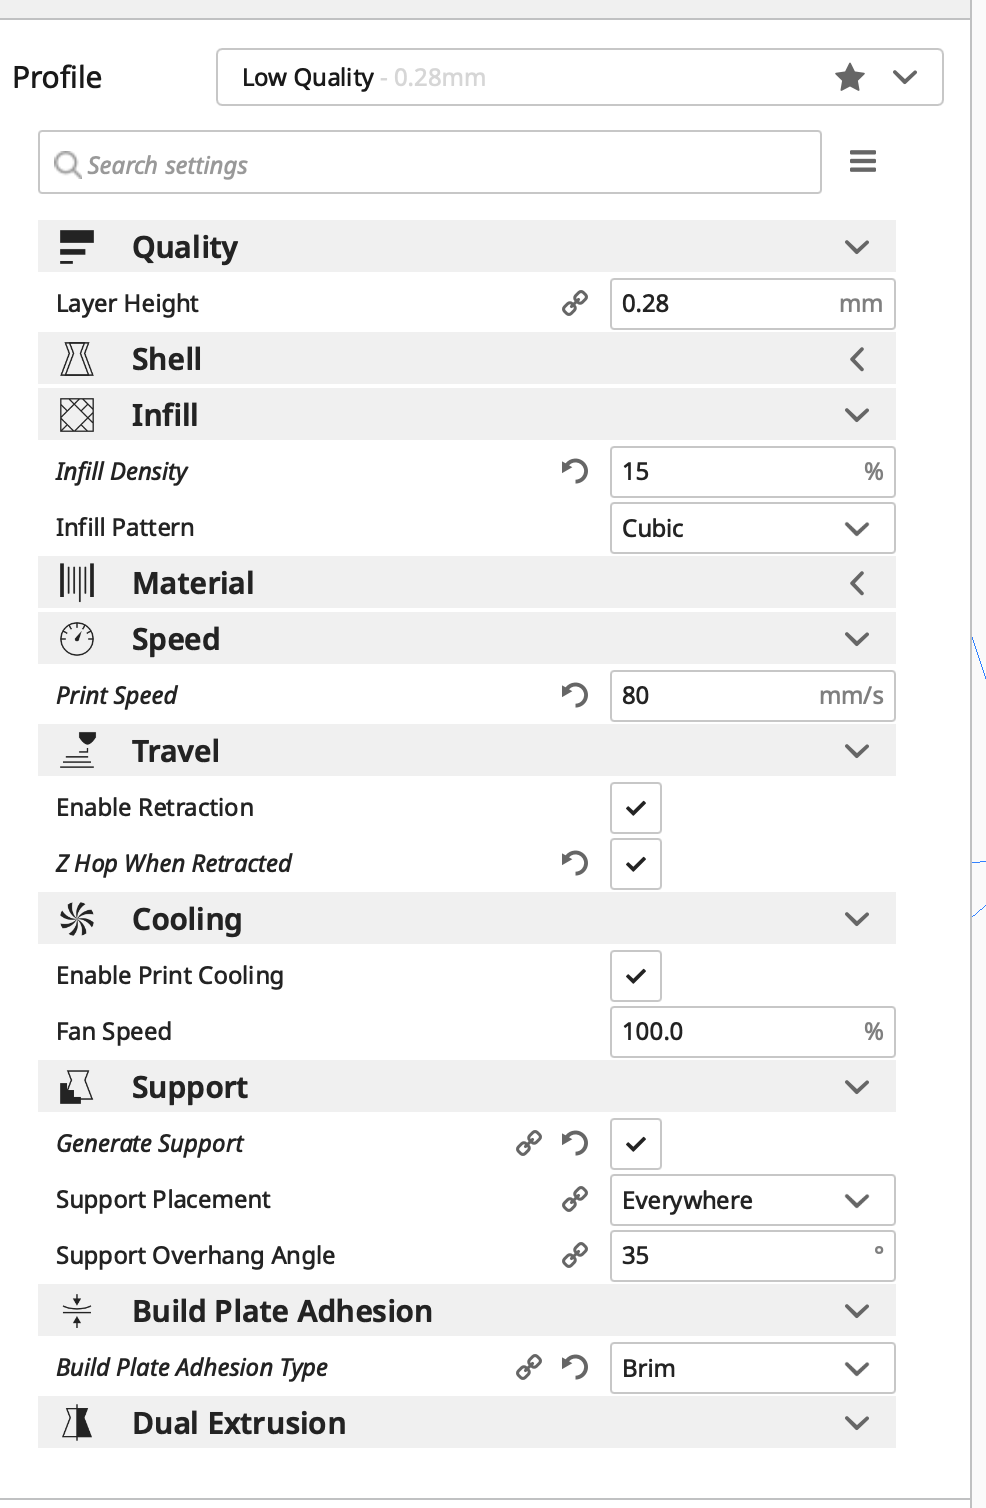 Profile
Low Quality - 0.28mm
Search settings
Quality
Layer Height 0.28 mm
Shell
Infill
Infill Density 15 %
Infill Pattern Cubic
Material
Speed
Print Speed 80 mm/s
Travel
Enable Retraction
Z Hop When Retracted
Cooling
Enable Print Cooling
Fan Speed 100.0 %
Support
Generate Support
Support Placement Everywhere
Support Overhang Angle 35 °
Build Plate Adhesion
Build Plate Adhesion Type Brim
Dual Extrusion